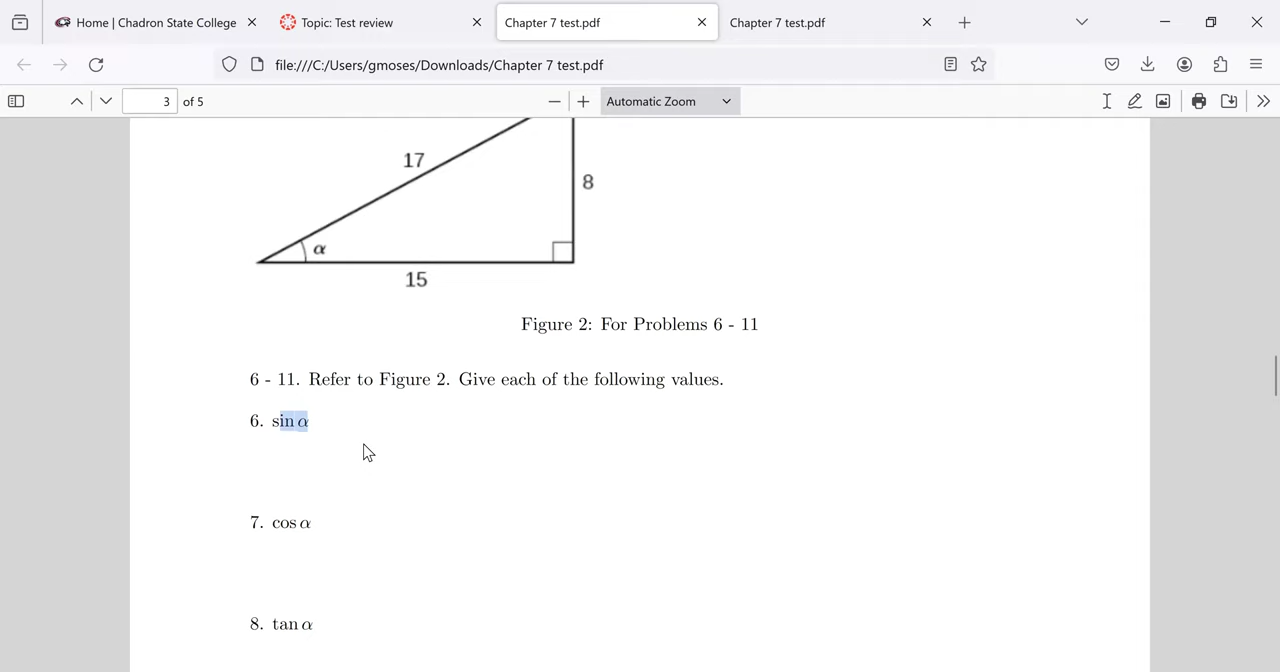 Home | Chadron State College
Topic: Test review
Chapter 7 test.pdf
Chapter 7 test.pdf
file:///C:/Users/gmoses/Downloads/Chapter 7 test.pdf
3 of 5
Automatic Zoom
17
8
α
15
Figure 2: For Problems 6 - 11
6 - 11. Refer to Figure 2. Give each of the following values.
6. sin α
7. cos α
8. tan α